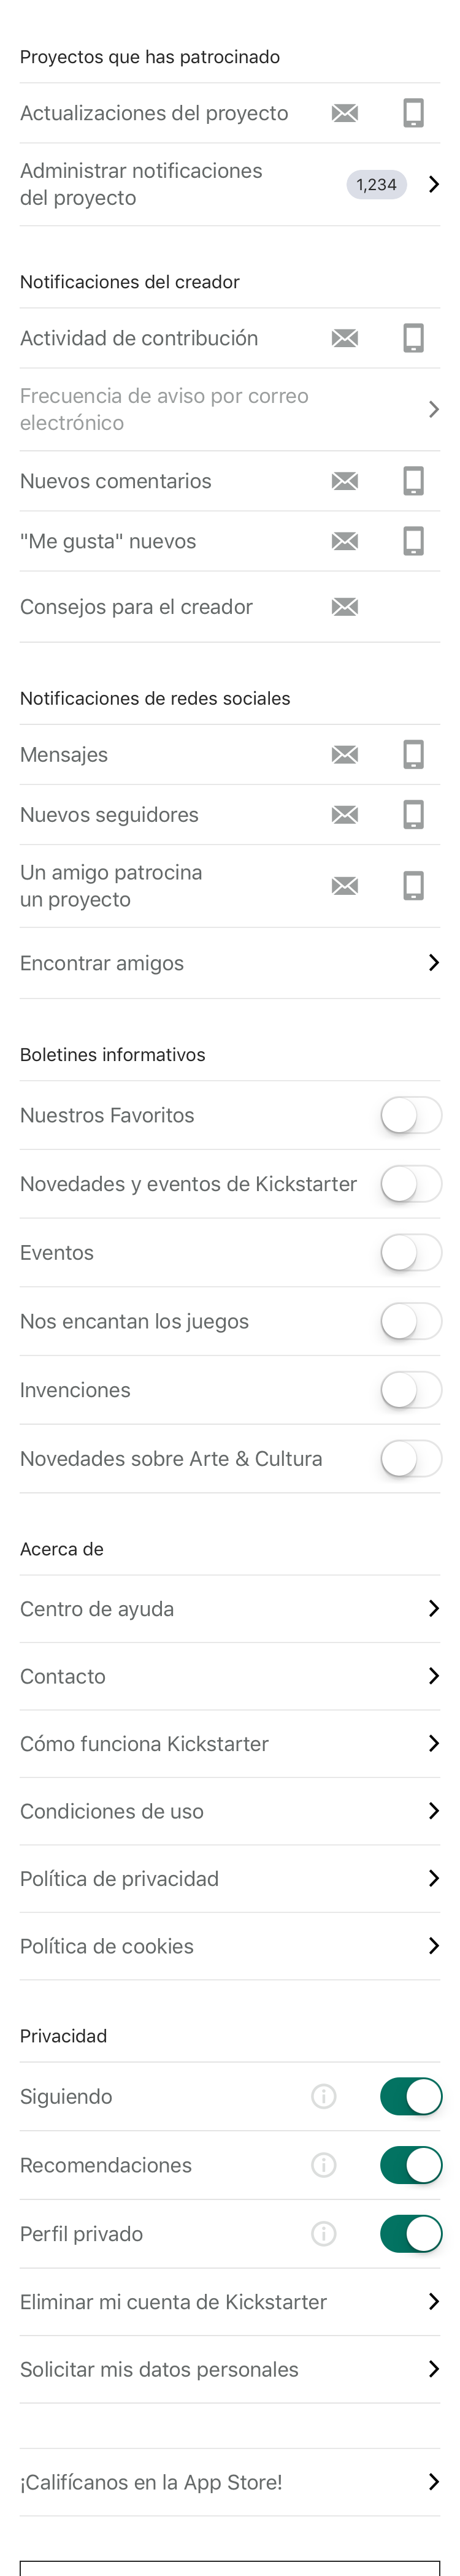 Proyectos que has patrocinado
Actualizaciones del proyecto
Administrar notificaciones
del proyecto
1,234
Notificaciones del creador
Actividad de contribución
Frecuencia de aviso por correo
electrónico
Nuevos comentarios
"Me gusta" nuevos
Consejos para el creador
Notificaciones de redes sociales
Mensajes
Nuevos seguidores
Un amigo patrocina
un proyecto
Encontrar amigos
Boletines informativos
Nuestros Favoritos
Novedades y eventos de Kickstarter
Eventos
Nos encantan los juegos
Invenciones
Novedades sobre Arte & Cultura
Acerca de
Centro de ayuda
Contacto
Cómo funciona Kickstarter
Condiciones de uso
Política de privacidad
Política de cookies
Privacidad
Siguiendo
Recomendaciones
Perfil privado
Eliminar mi cuenta de Kickstarter
Solicitar mis datos personales
¡Califícanos en la App Store!